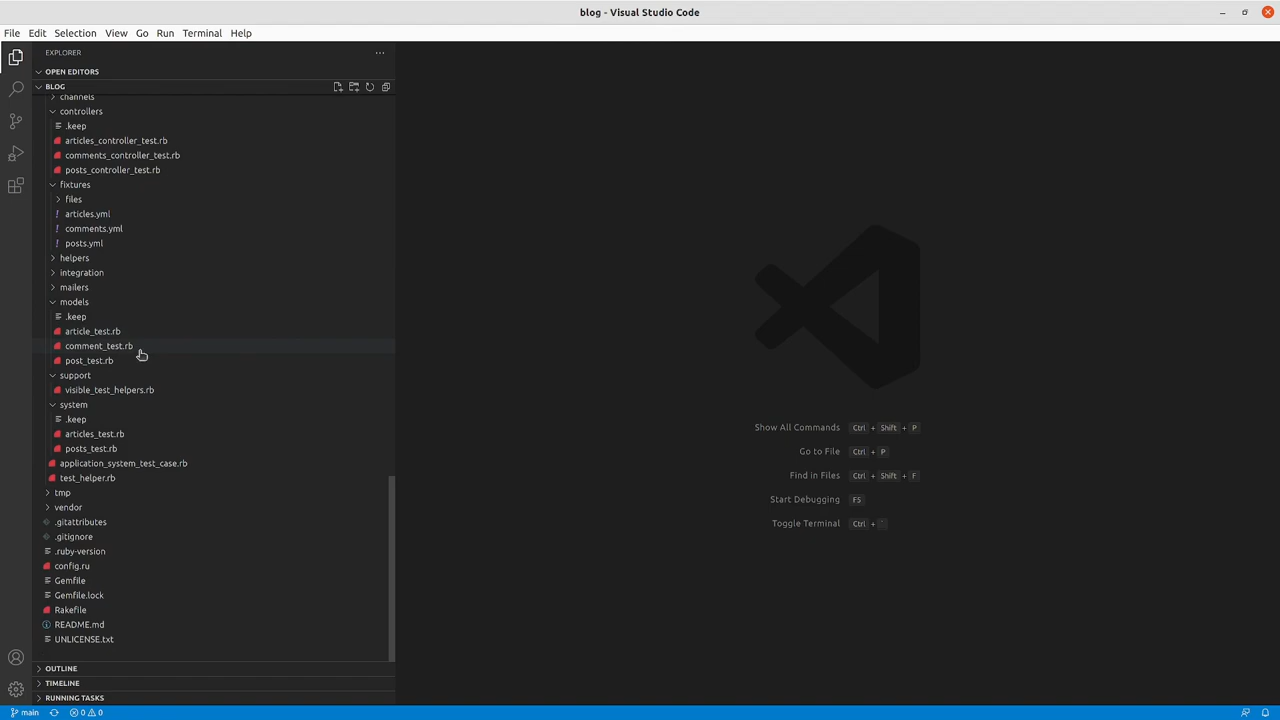 blog - Visual Studio Code
File Edit Selection View Go Run Terminal Help
EXPLORER
OPEN EDITORS
BLOG
channels
controllers
.keep
articles_controller_test.rb
comments_controller_test.rb
posts_controller_test.rb
fixtures
files
articles.yml
comments.yml
posts.yml
helpers
integration
mailers
models
.keep
article_test.rb
comment_test.rb
post_test.rb
support
visible_test_helpers.rb
system
.keep
articles_test.rb
posts_test.rb
application_system_test_case.rb
test_helper.rb
tmp
vendor
.gitattributes
.gitignore
.ruby-version
config.ru
Gemfile
Gemfile.lock
Rakefile
README.md
UNLICENSE.txt
OUTLINE
TIMELINE
RUNNING TASKS
Show All Commands Ctrl + Shift + P
Go to File Ctrl + P
Find in Files Ctrl + Shift + F
Start Debugging F5
Toggle Terminal Ctrl + `
main 0 0